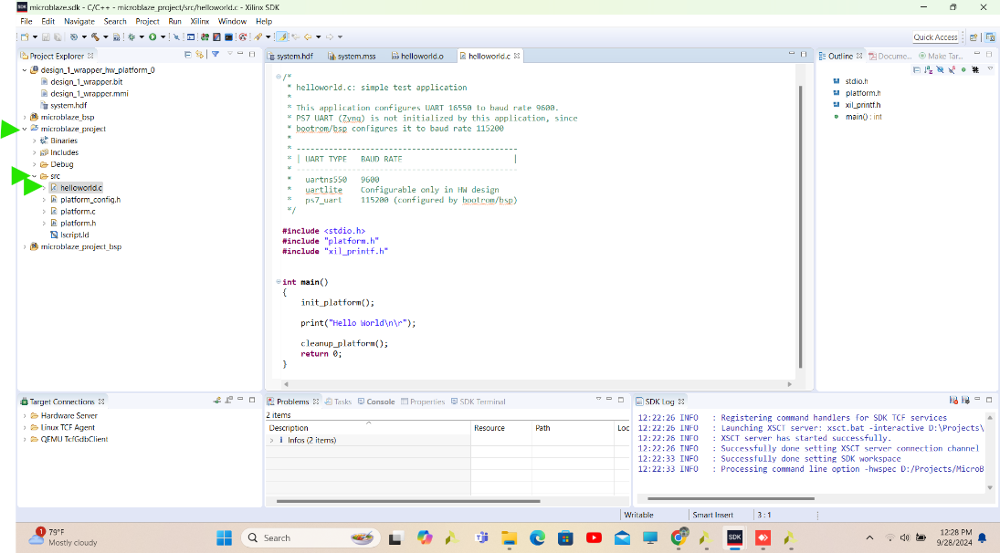 microblaze.sdk - C/C++ - microblaze_project/src/helloworld.c - Xilinx SDK
File Edit Navigate Search Project Run Xilinx Window Help
Quick Access
Project Explorer
design_1_wrapper_hw_platform_0
design_1_wrapper.bit
design_1_wrapper.mmi
system.hdf
microblaze_bsp
microblaze_project
Binaries
Includes
Debug
src
helloworld.c
platform_config.h
platform.c
platform.h
lscript.ld
microblaze_project_bsp
system.hdf system.mss helloworld.o helloworld.c
/*
* helloworld.c: simple test application
*
* This application configures UART 16550 to baud rate 9600.
* PS7 UART (Zynq) is not initialized by this application, since
* bootrom/bsp configures it to baud rate 115200
*
* ------------------------------------------------
* | UART TYPE   BAUD RATE                        |
* ------------------------------------------------
*   uartns550   9600
*   uartlite    Configurable only in HW design
*   ps7_uart    115200 (configured by bootrom/bsp)
*/
#include <stdio.h>
#include "platform.h"
#include "xil_printf.h"
int main()
{
init_platform();
print("Hello World\n\r");
cleanup_platform();
return 0;
}
Outline Docume... Make Tar...
stdio.h
platform.h
xil_printf.h
main() : int
Target Connections
Hardware Server
Linux TCF Agent
QEMU TcfGdbClient
Problems Tasks Console Properties SDK Terminal
2 items
Description Resource Path Loc
Infos (2 items)
SDK Log
12:22:26 INFO : Registering command handlers for SDK TCF services
12:22:26 INFO : Launching XSCT server: xsct.bat -interactive D:\Projects\
12:22:26 INFO : XSCT server has started successfully.
12:22:26 INFO : Successfully done setting XSCT server connection channel
12:22:33 INFO : Successfully done setting SDK workspace
12:22:33 INFO : Processing command line option -hwspec D:/Projects/MicroB
Writable Smart Insert 3 : 1
1
79°F
Mostly cloudy
Search
SDK
12:28 PM
9/28/2024